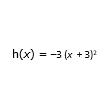 h(x) = −3 (x + 3)²